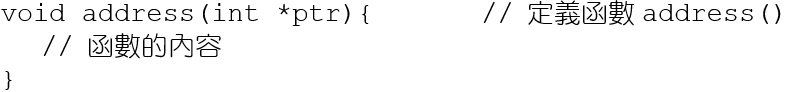 void address(int *ptr){ // 定義函數 address()
// 函數的內容
}